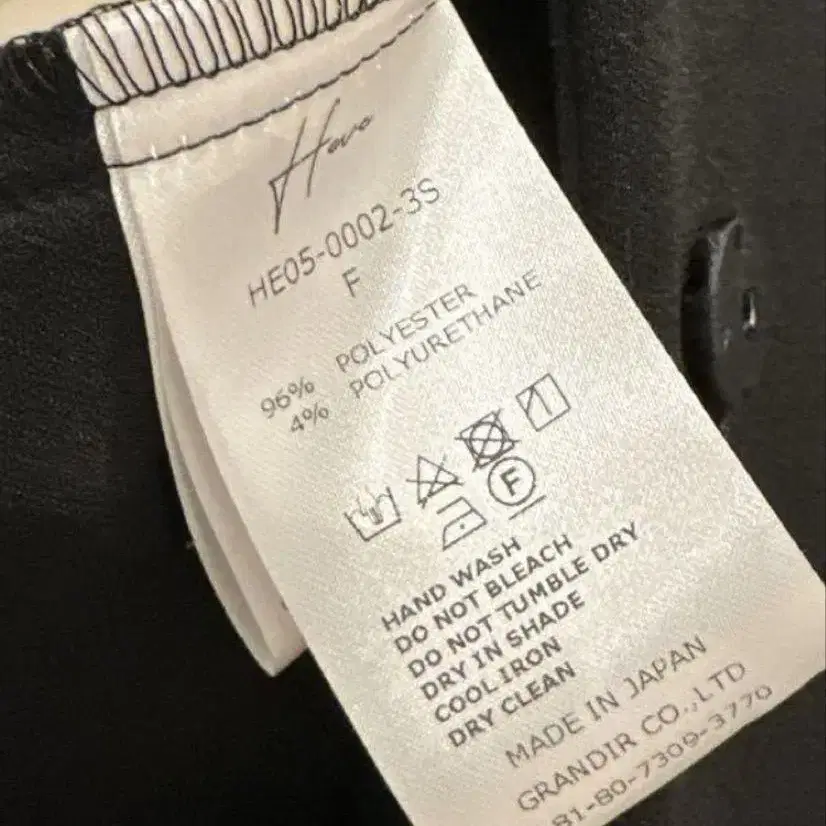 Hevo
HE05-0002-3S
F
96% POLYESTER
4% POLYURETHANE
F
HAND WASH
DO NOT BLEACH
DO NOT TUMBLE DRY
DRY IN SHADE
COOL IRON
DRY CLEAN
MADE IN JAPAN
GRANDIR CO.,LTD
81-80-7309-3770